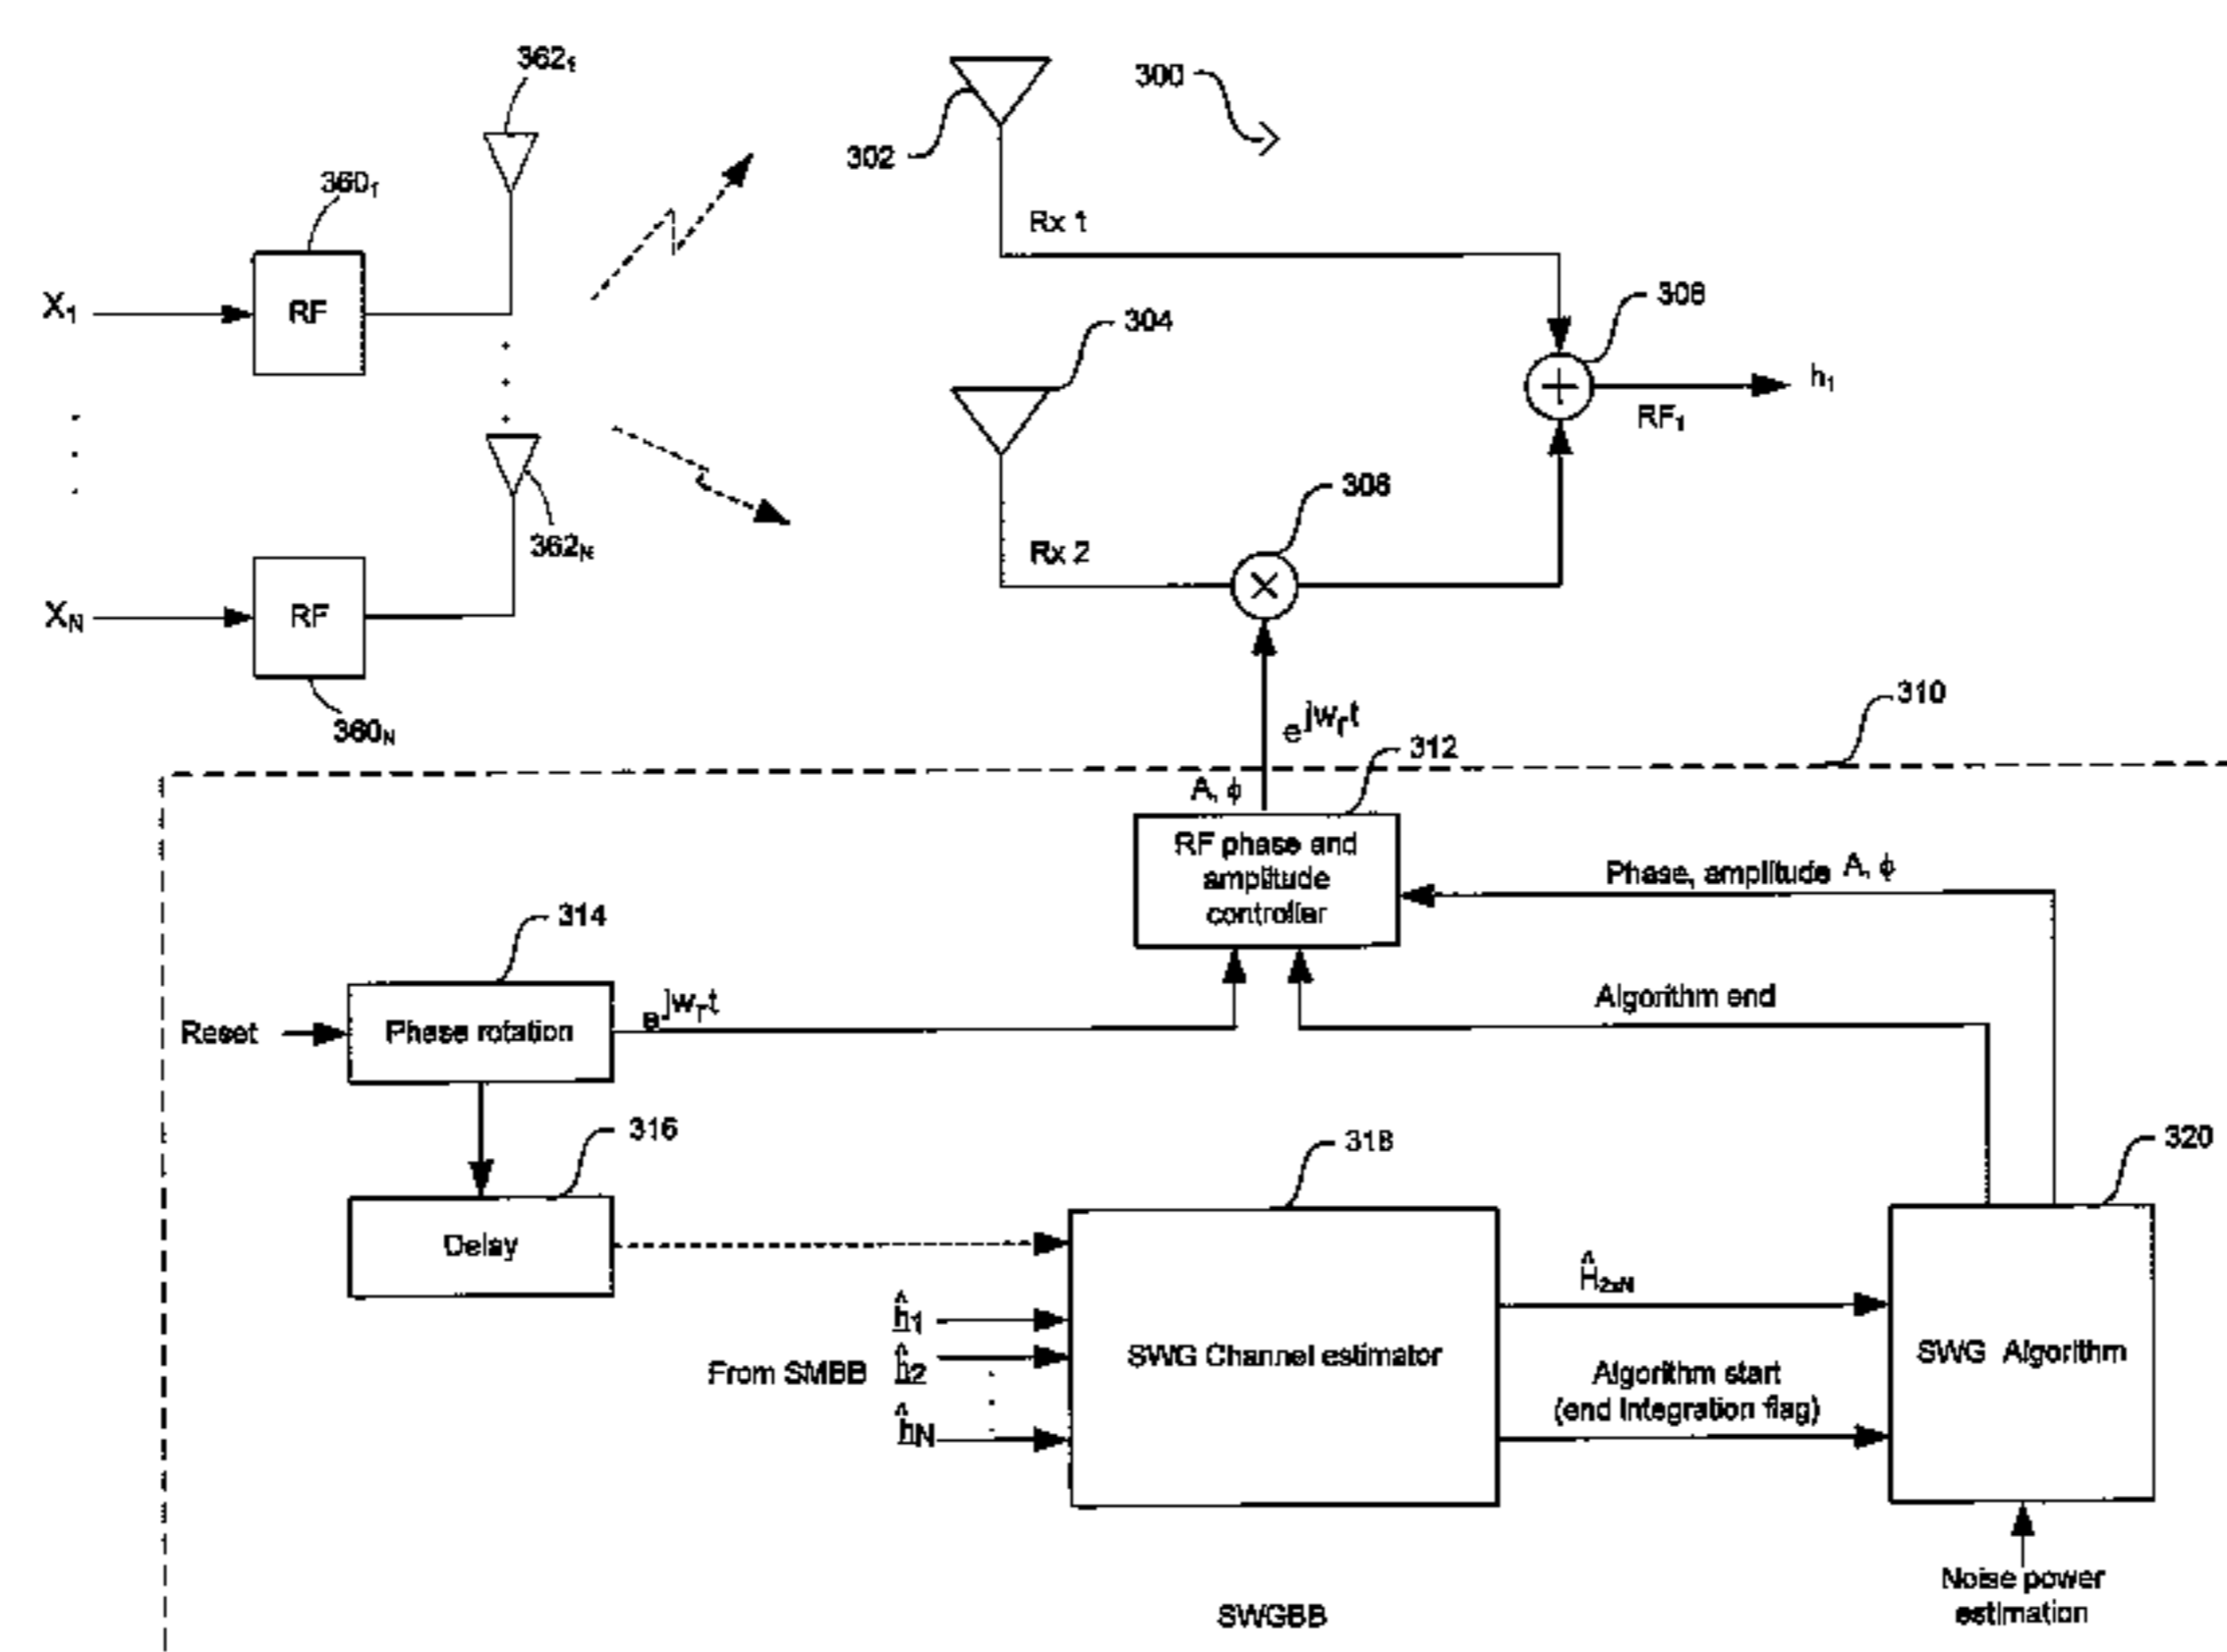 362₁
300
302
360₁
Rx 1
X₁
RF
308
304
h₁
RF₁
306
362_N
Rx 2
X_N
RF
360_N
e^{jw_r t}
310
312
A, ϕ
RF phase and
amplitude
controller
Phase, amplitude A, ϕ
314
Algorithm end
Reset
Phase rotation
e^{jw_r t}
316
318
320
Delay
Ĥ₂ₓN
ĥ1
SWG Channel estimator
SWG Algorithm
From SMBB
ĥ2
Algorithm start
(end integration flag)
ĥN
Noise power
estimation
SWGBB